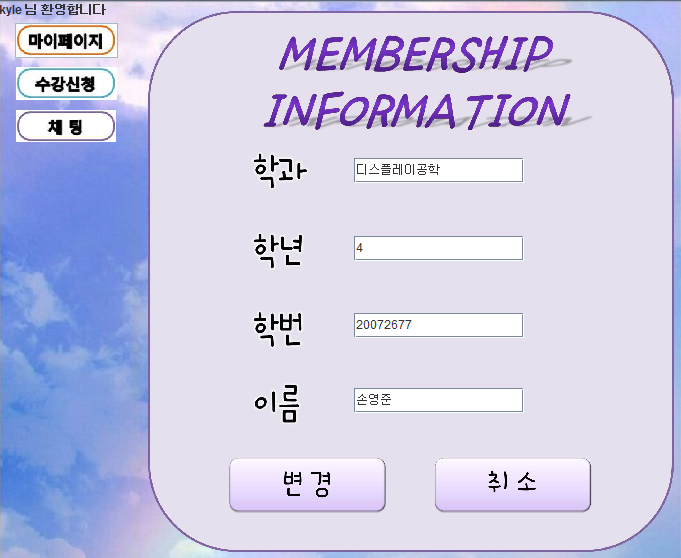 kyle 님 환영합니다
마이페이지
수강신청
채 팅
MEMBERSHIP
INFORMATION
학과 디스플레이공학
학년 4
학번 20072677
이름 손영준
변 경 취 소